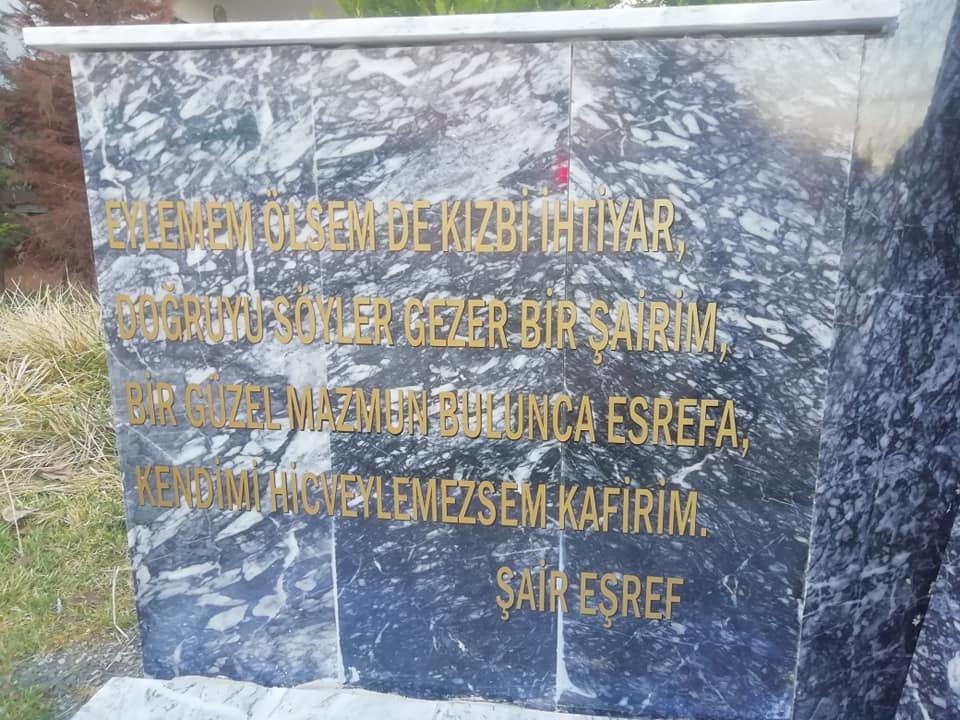 EYLEMEM ÖLSEM DE KIZBİ İHTİYAR,
DOĞRUYU SÖYLER GEZER BİR ŞAİRİM,
BİR GÜZEL MAZMUN BULUNCA ESREFA,
KENDİMİ HİCVEYLEMEZSEM KAFİRİM.
ŞAİR EŞREF